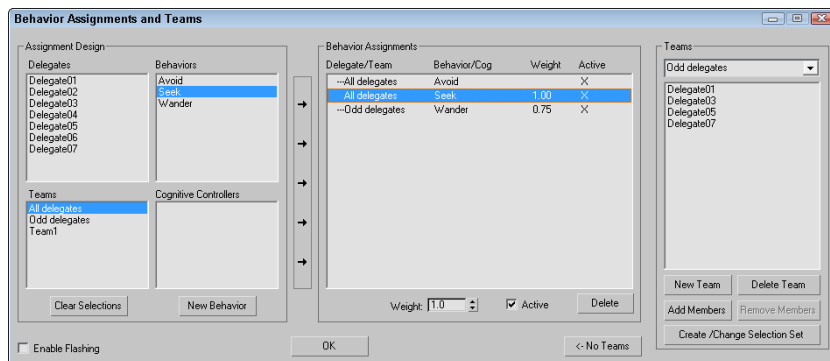 Behavior Assignments and Teams
Assignment Design
Delegates
Delegate01
Delegate02
Delegate03
Delegate04
Delegate05
Delegate06
Delegate07
Behaviors
Avoid
Seek
Wander
Teams
All delegates
Odd delegates
Team1
Cognitive Controllers
Clear Selections
New Behavior
Behavior Assignments
Delegate/Team Behavior/Cog Weight Active
---All delegates Avoid X
All delegates Seek 1.00 X
---Odd delegates Wander 0.75 X
Weight: 1.0 Active Delete
Teams
Odd delegates
Delegate01
Delegate03
Delegate05
Delegate07
New Team Delete Team
Add Members Remove Members
Create /Change Selection Set
Enable Flashing
OK
<- No Teams